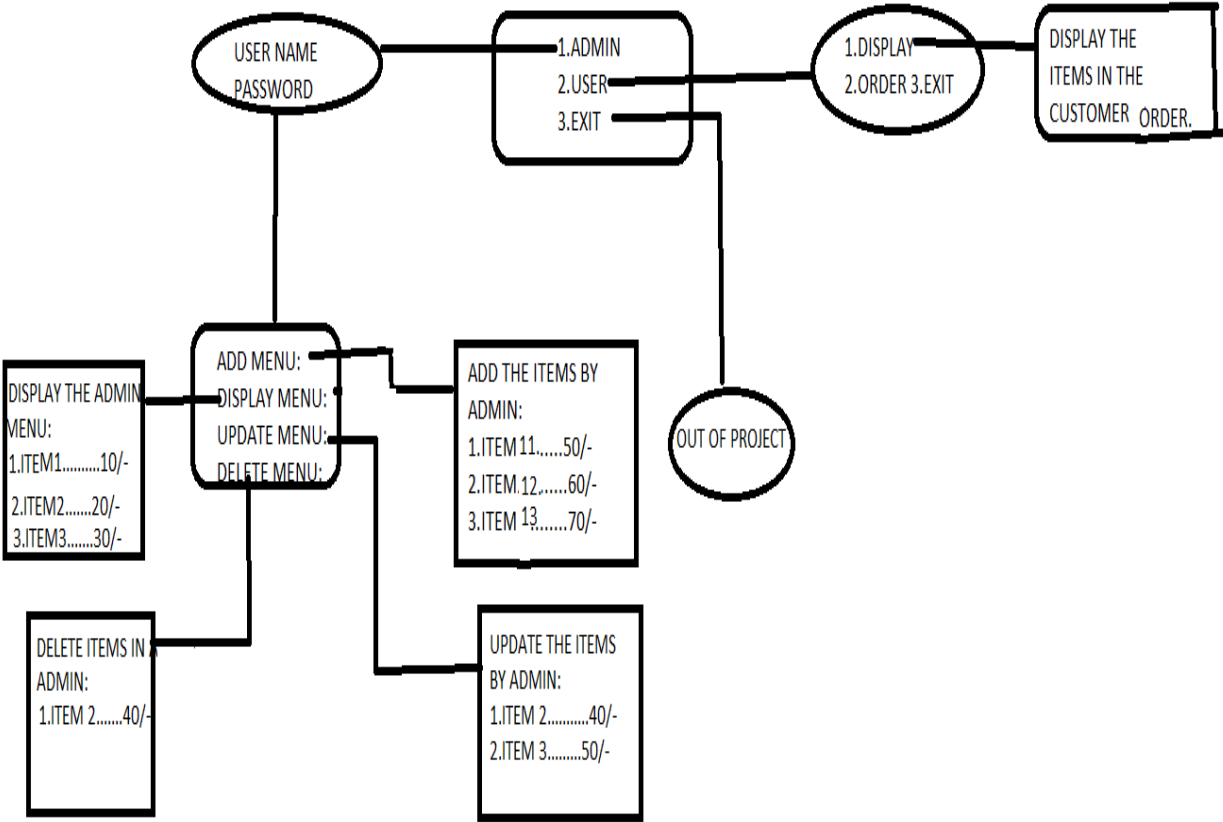 USER NAME
PASSWORD
1.ADMIN
2.USER
3.EXIT
1.DISPLAY
2.ORDER 3.EXIT
DISPLAY THE
ITEMS IN THE
CUSTOMER ORDER.
ADD MENU:
DISPLAY MENU:
UPDATE MENU:
DELETE MENU:
DISPLAY THE ADMIN
MENU:
1.ITEM1..........10/-
2.ITEM2.......20/-
3.ITEM3.......30/-
ADD THE ITEMS BY
ADMIN:
1.ITEM 11......50/-
2.ITEM.12.......60/-
3.ITEM 13........70/-
OUT OF PROJECT
DELETE ITEMS IN A
ADMIN:
1.ITEM 2.......40/-
UPDATE THE ITEMS
BY ADMIN:
1.ITEM 2...........40/-
2.ITEM 3.........50/-